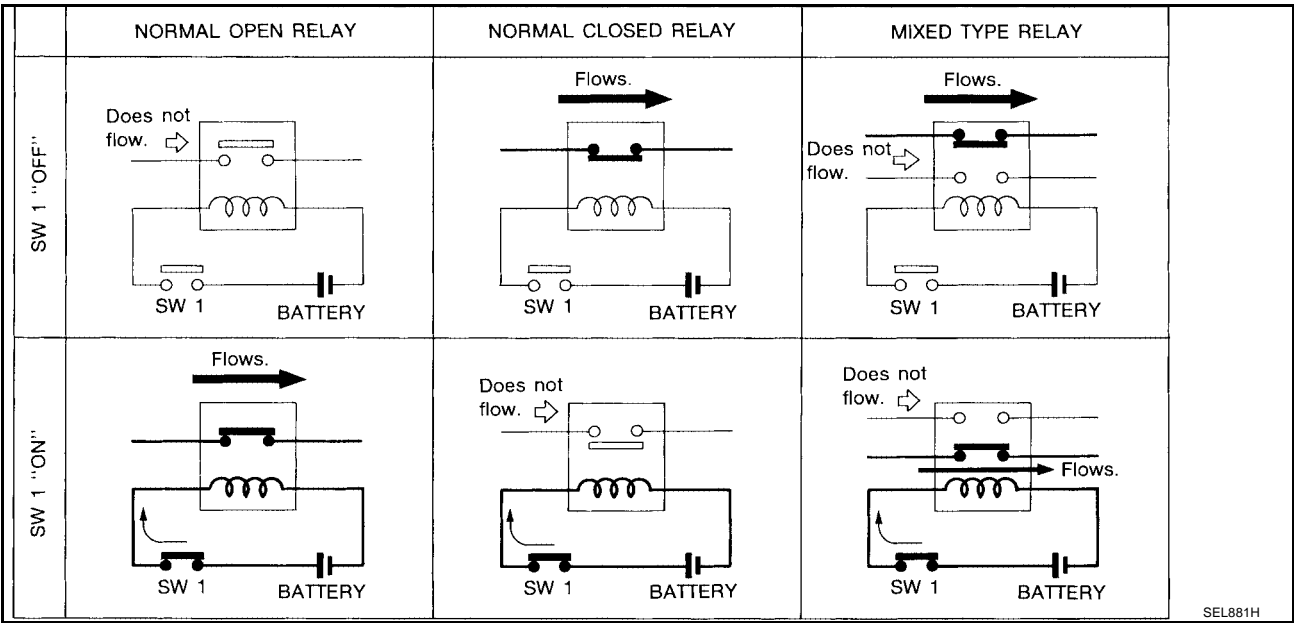 NORMAL OPEN RELAY
NORMAL CLOSED RELAY
MIXED TYPE RELAY
SW 1 "OFF"
Does not
flow.
SW 1
BATTERY
Flows.
SW 1
BATTERY
Flows.
Does not
flow.
SW 1
BATTERY
SW 1 "ON"
Flows.
SW 1
BATTERY
Does not
flow.
SW 1
BATTERY
Does not
flow.
Flows.
SW 1
BATTERY
SEL881H